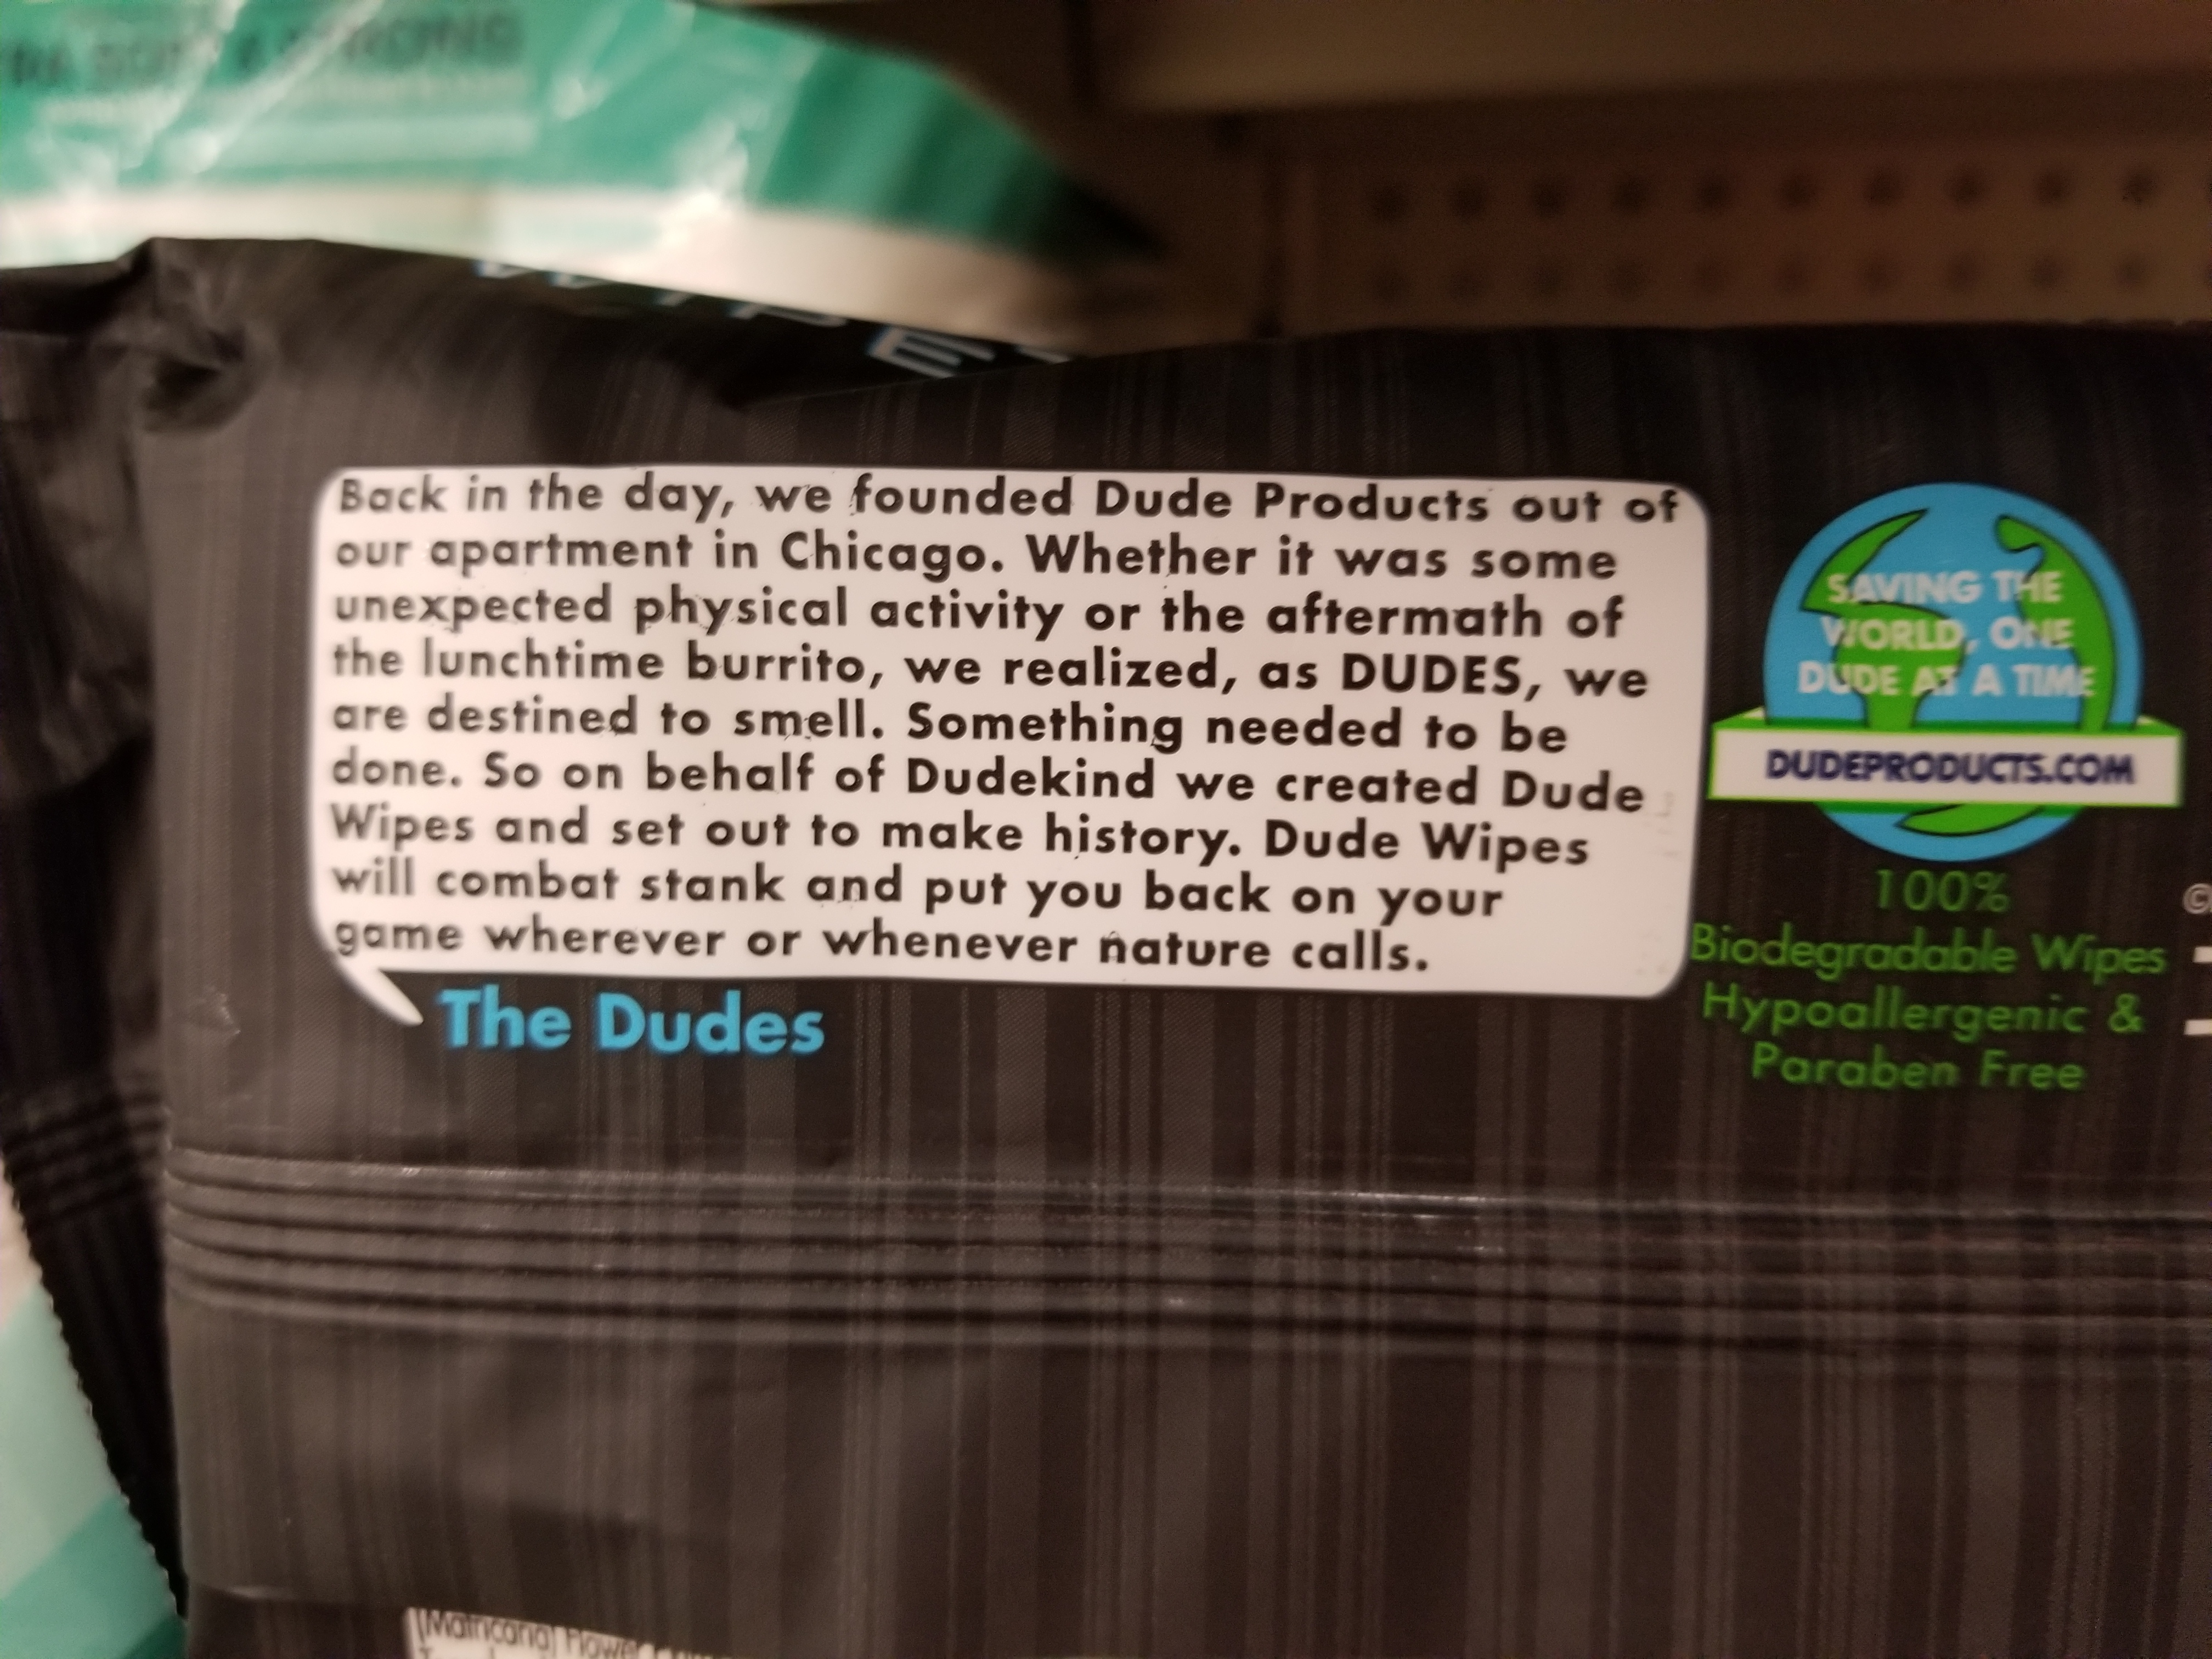 Back in the day, we founded Dude Products out of
our apartment in Chicago. Whether it was some
unexpected physical activity or the aftermath of
the lunchtime burrito, we realized, as DUDES, we
are destined to smell. Something needed to be
done. So on behalf of Dudekind we created Dude
Wipes and set out to make history. Dude Wipes
will combat stank and put you back on your
game wherever or whenever nature calls.
The Dudes
SAVING THE
WORLD, ONE
DUDE AT A TIME
DUDEPRODUCTS.COM
100%
Biodegradable Wipes
Hypoallergenic &
Paraben Free
©
(Matricaria) Flower